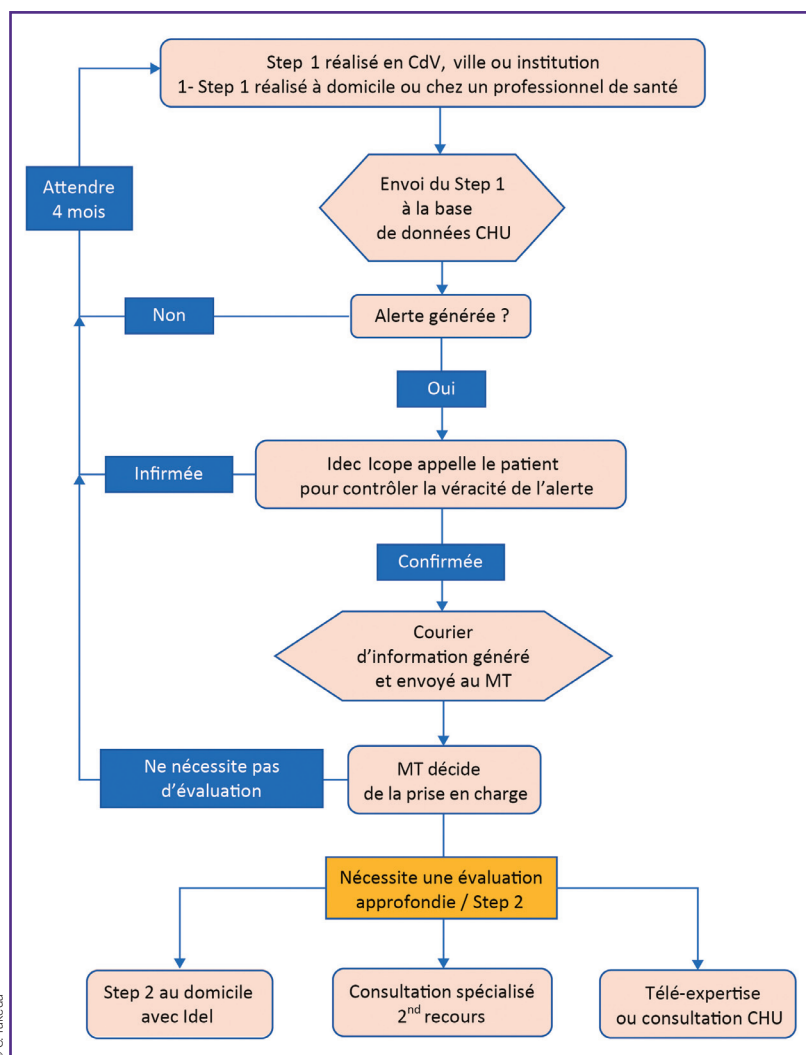 Step 1 réalisé en CdV, ville ou institution
1- Step 1 réalisé à domicile ou chez un professionnel de santé
Attendre
4 mois
Envoi du Step 1
à la base
de données CHU
Non
Alerte générée ?
Oui
Infirmée
Idec Icope appelle le patient
pour contrôler la véracité de l'alerte
Confirmée
Courier
d'information généré
et envoyé au MT
Ne nécessite pas
d'évaluation
MT décide
de la prise en charge
Nécessite une évaluation
approfondie / Step 2
Step 2 au domicile
avec Idel
Consultation spécialisé
2nd recours
Télé-expertise
ou consultation CHU